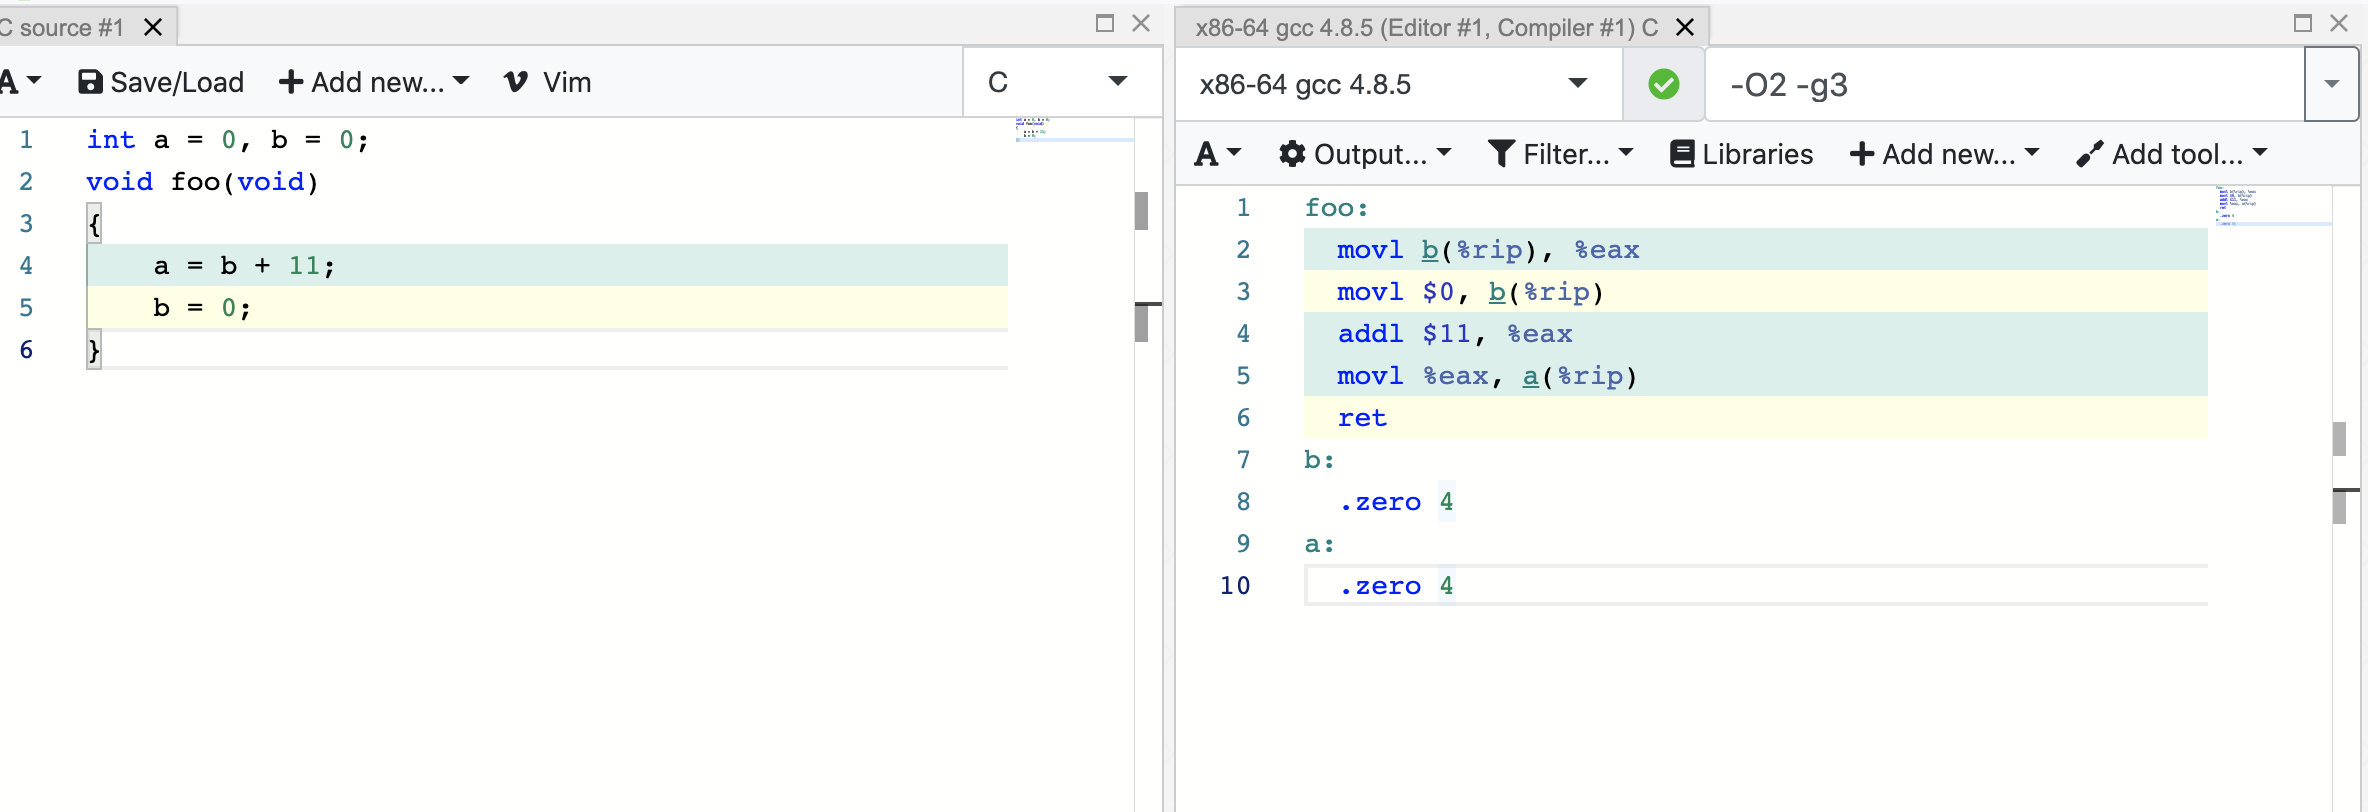 C source #1
A Save/Load Add new... Vim C
1 int a = 0, b = 0;
2 void foo(void)
3 {
4 a = b + 11;
5 b = 0;
6 }
x86-64 gcc 4.8.5 (Editor #1, Compiler #1) C
x86-64 gcc 4.8.5 -O2 -g3
A Output... Filter... Libraries Add new... Add tool...
1 foo:
2 movl b(%rip), %eax
3 movl $0, b(%rip)
4 addl $11, %eax
5 movl %eax, a(%rip)
6 ret
7 b:
8 .zero 4
9 a:
10 .zero 4